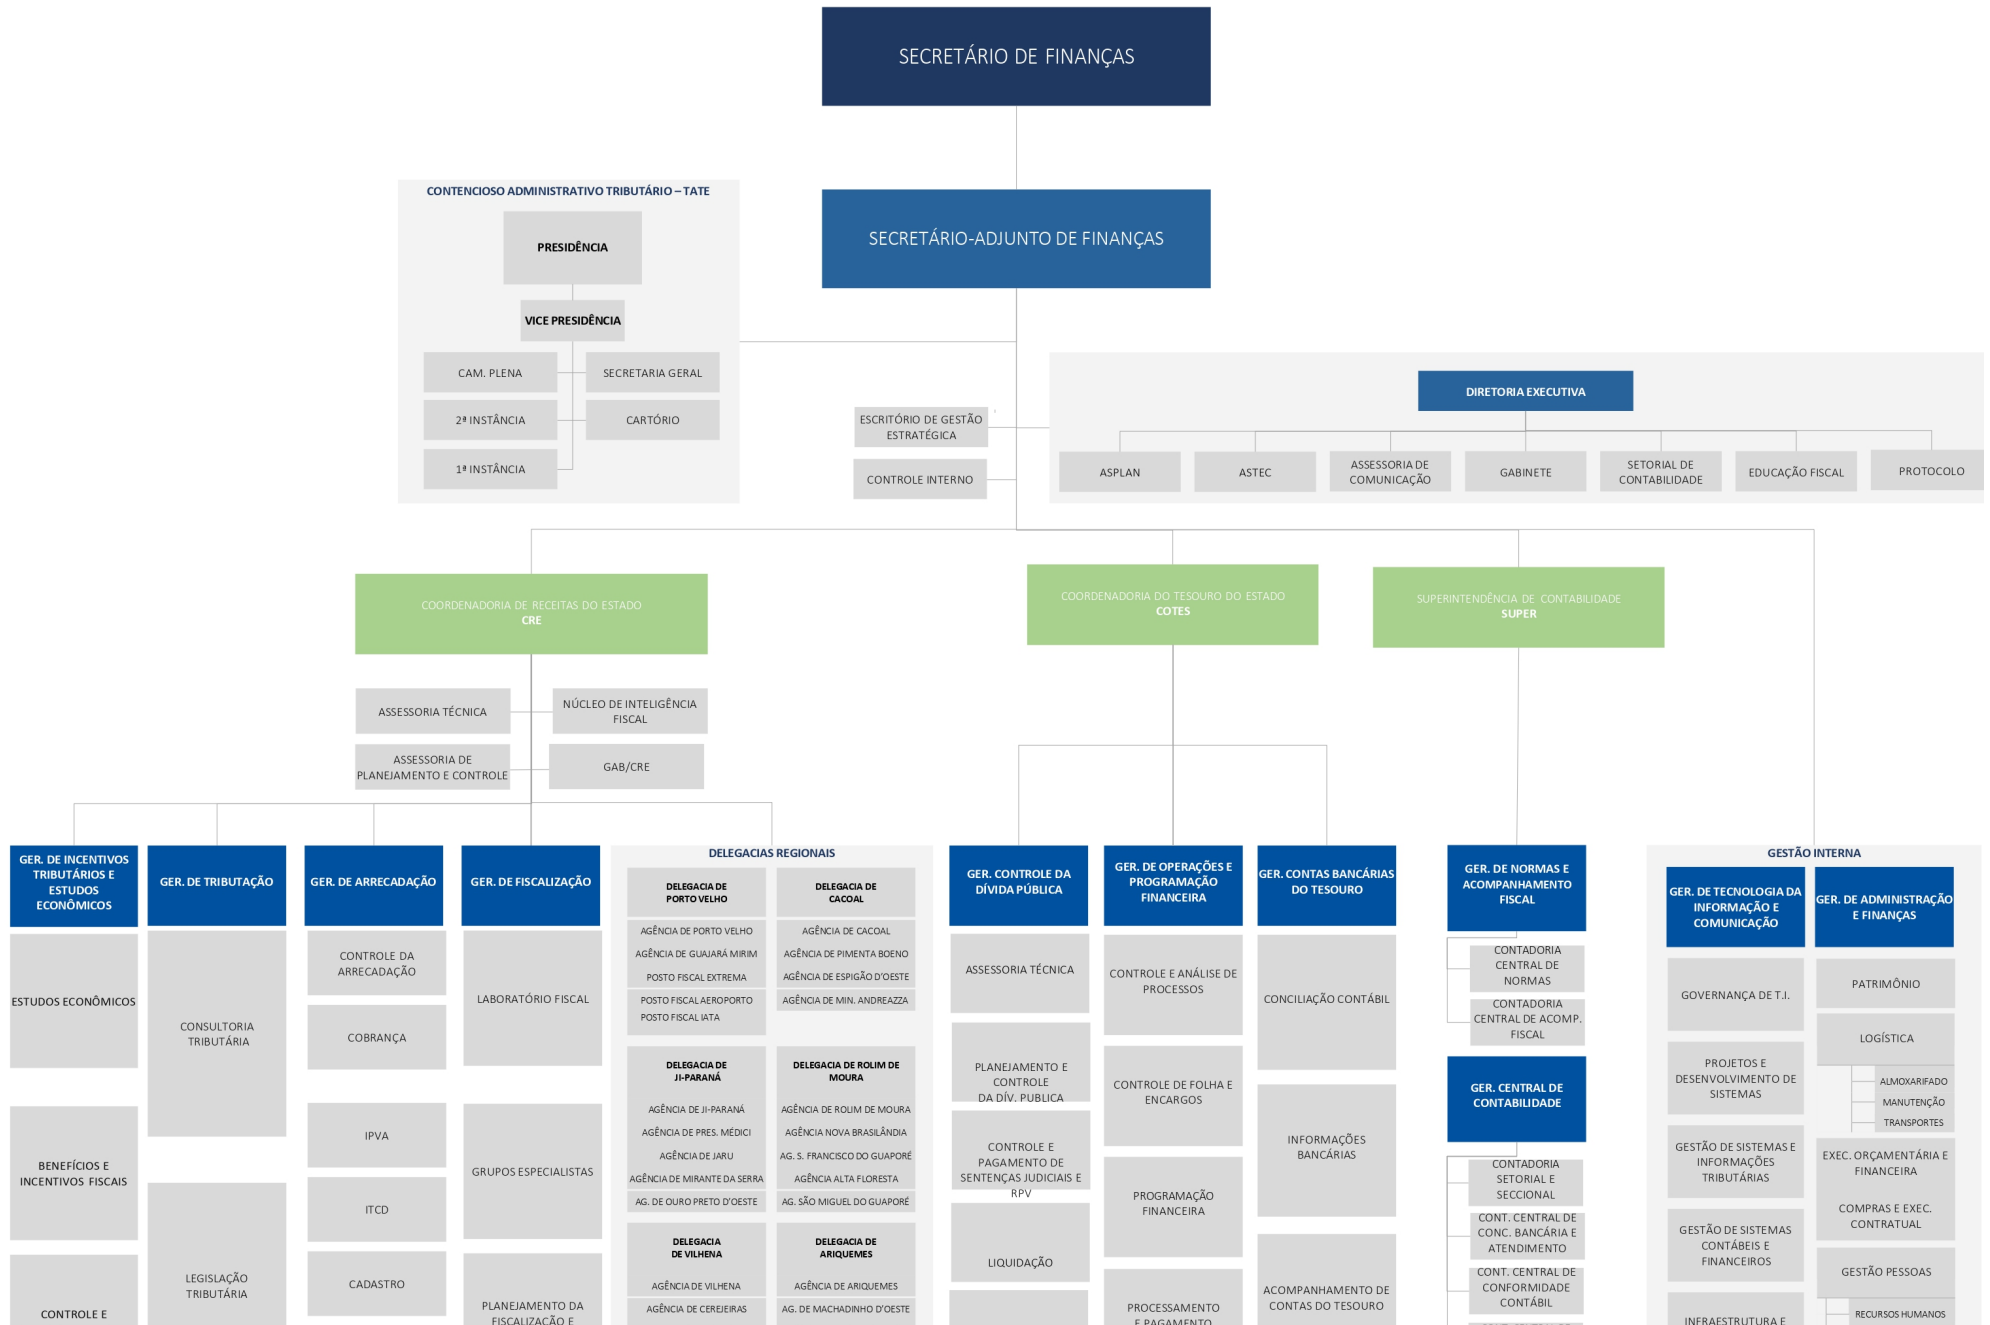 SECRETÁRIO DE FINANÇAS
CONTENCIOSO ADMINISTRATIVO TRIBUTÁRIO – TATE
PRESIDÊNCIA
VICE PRESIDÊNCIA
CAM. PLENA
SECRETARIA GERAL
2ª INSTÂNCIA
CARTÓRIO
1ª INSTÂNCIA
SECRETÁRIO-ADJUNTO DE FINANÇAS
ESCRITÓRIO DE GESTÃO
ESTRATÉGICA
CONTROLE INTERNO
DIRETORIA EXECUTIVA
ASPLAN
ASTEC
ASSESSORIA DE
COMUNICAÇÃO
GABINETE
SETORIAL DE
CONTABILIDADE
EDUCAÇÃO FISCAL
PROTOCOLO
COORDENADORIA DE RECEITAS DO ESTADO
CRE
COORDENADORIA DO TESOURO DO ESTADO
COTES
SUPERINTENDÊNCIA DE CONTABILIDADE
SUPER
ASSESSORIA TÉCNICA
NÚCLEO DE INTELIGÊNCIA
FISCAL
ASSESSORIA DE
PLANEJAMENTO E CONTROLE
GAB/CRE
GER. DE INCENTIVOS
TRIBUTÁRIOS E
ESTUDOS
ECONÔMICOS
ESTUDOS ECONÔMICOS
BENEFÍCIOS E
INCENTIVOS FISCAIS
CONTROLE E
GER. DE TRIBUTAÇÃO
CONSULTORIA
TRIBUTÁRIA
LEGISLAÇÃO
TRIBUTÁRIA
GER. DE ARRECADAÇÃO
CONTROLE DA
ARRECADAÇÃO
COBRANÇA
IPVA
ITCD
CADASTRO
GER. DE FISCALIZAÇÃO
LABORATÓRIO FISCAL
GRUPOS ESPECIALISTAS
PLANEJAMENTO DA
FISCALIZAÇÃO E
DELEGACIAS REGIONAIS
DELEGACIA DE
PORTO VELHO
AGÊNCIA DE PORTO VELHO
AGÊNCIA DE GUAJARÁ MIRIM
POSTO FISCAL EXTREMA
POSTO FISCAL AEROPORTO
POSTO FISCAL IATA
DELEGACIA DE
CACOAL
AGÊNCIA DE CACOAL
AGÊNCIA DE PIMENTA BOENO
AGÊNCIA DE ESPIGÃO D'OESTE
AGÊNCIA DE MIN. ANDREAZZA
DELEGACIA DE
JI-PARANÁ
AGÊNCIA DE JI-PARANÁ
AGÊNCIA DE PRES. MÉDICI
AGÊNCIA DE JARU
AGÊNCIA DE MIRANTE DA SERRA
AG. DE OURO PRETO D'OESTE
DELEGACIA DE ROLIM DE
MOURA
AGÊNCIA DE ROLIM DE MOURA
AGÊNCIA NOVA BRASILÂNDIA
AG. S. FRANCISCO DO GUAPORÉ
AGÊNCIA ALTA FLORESTA
AG. SÃO MIGUEL DO GUAPORÉ
DELEGACIA
DE VILHENA
AGÊNCIA DE VILHENA
AGÊNCIA DE CEREJEIRAS
DELEGACIA DE
ARIQUEMES
AGÊNCIA DE ARIQUEMES
AG. DE MACHADINHO D'OESTE
GER. CONTROLE DA
DÍVIDA PÚBLICA
ASSESSORIA TÉCNICA
PLANEJAMENTO E
CONTROLE
DA DÍV. PUBLICA
CONTROLE E
PAGAMENTO DE
SENTENÇAS JUDICIAIS E
RPV
LIQUIDAÇÃO
GER. DE OPERAÇÕES E
PROGRAMAÇÃO
FINANCEIRA
CONTROLE E ANÁLISE DE
PROCESSOS
CONTROLE DE FOLHA E
ENCARGOS
PROGRAMAÇÃO
FINANCEIRA
PROCESSAMENTO
E PAGAMENTO
GER. CONTAS BANCÁRIAS
DO TESOURO
CONCILIAÇÃO CONTÁBIL
INFORMAÇÕES
BANCÁRIAS
ACOMPANHAMENTO DE
CONTAS DO TESOURO
GER. DE NORMAS E
ACOMPANHAMENTO
FISCAL
CONTADORIA
CENTRAL DE
NORMAS
CONTADORIA
CENTRAL DE ACOMP.
FISCAL
GER. CENTRAL DE
CONTABILIDADE
CONTADORIA
SETORIAL E
SECCIONAL
CONT. CENTRAL DE
CONC. BANCÁRIA E
ATENDIMENTO
CONT. CENTRAL DE
CONFORMIDADE
CONTÁBIL
GESTÃO INTERNA
GER. DE TECNOLOGIA DA
INFORMAÇÃO E
COMUNICAÇÃO
GOVERNANÇA DE T.I.
PROJETOS E
DESENVOLVIMENTO DE
SISTEMAS
GESTÃO DE SISTEMAS E
INFORMAÇÕES
TRIBUTÁRIAS
GESTÃO DE SISTEMAS
CONTÁBEIS E
FINANCEIROS
INFRAESTRUTURA E
GER. DE ADMINISTRAÇÃO
E FINANÇAS
PATRIMÔNIO
LOGÍSTICA
ALMOXARIFADO
MANUTENÇÃO
TRANSPORTES
EXEC. ORÇAMENTÁRIA E
FINANCEIRA
COMPRAS E EXEC.
CONTRATUAL
GESTÃO PESSOAS
RECURSOS HUMANOS